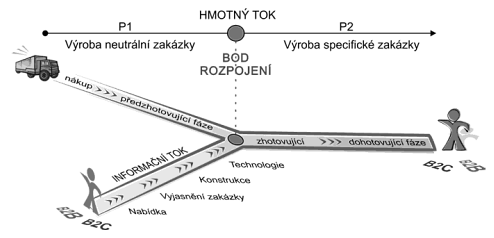 HMOTNÝ TOK
P1
P2
Výroba neutrální zakázky
Výroba specifické zakázky
BOD
ROZPOJENÍ
nákup >>> předzhotovující fáze
zhotovující >>> dohotovující fáze
B2C
B2B
INFORMAČNÍ TOK
Technologie
Konstrukce
Vyjasnění zakázky
Nabídka
B2B
B2C